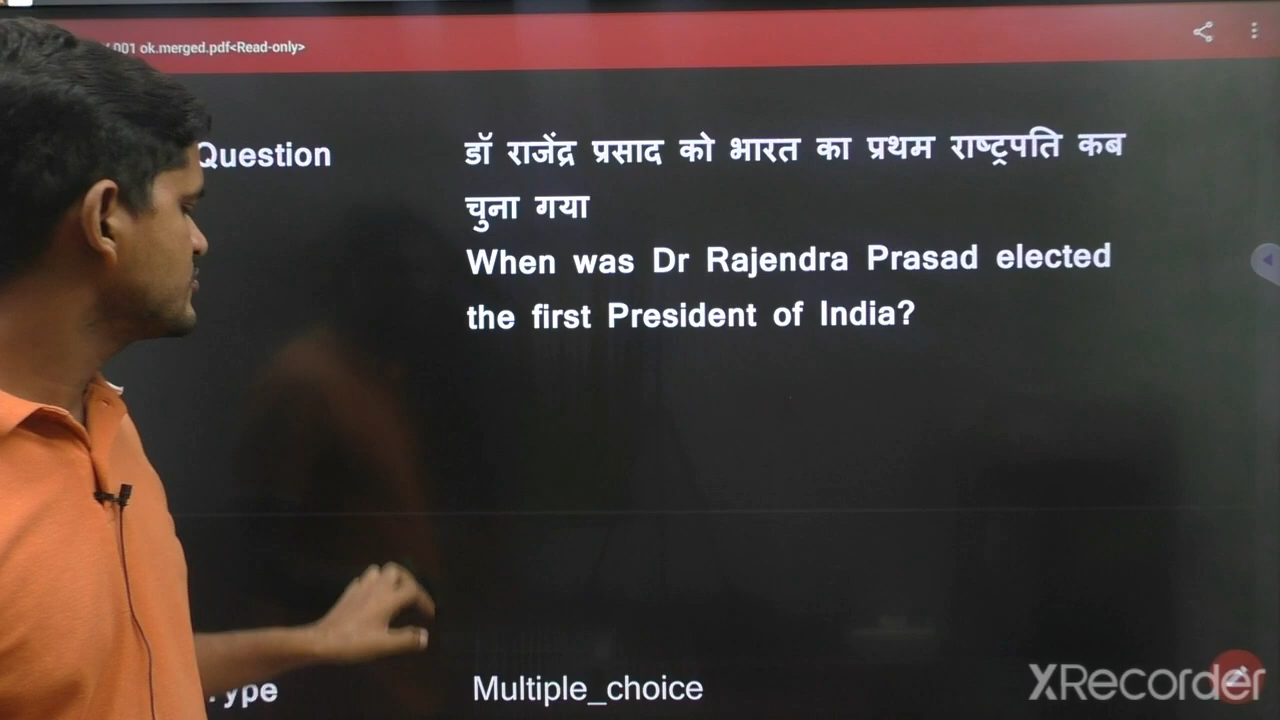 001 ok.merged.pdf<Read-only>
Question
डॉ राजेंद्र प्रसाद को भारत का प्रथम राष्ट्रपति कब
चुना गया
When was Dr Rajendra Prasad elected
the first President of India?
Multiple_choice
XRecorder